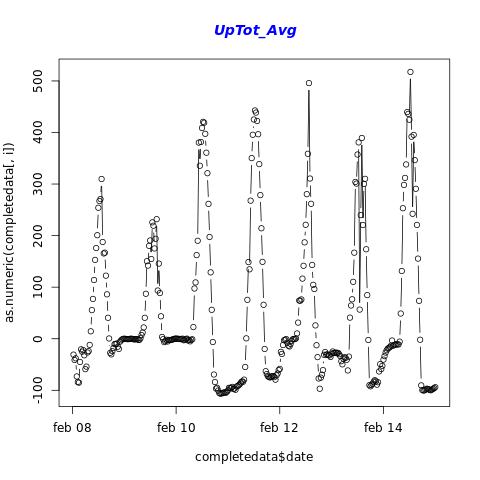 UpTot_Avg
500
400
300
200
100
0
-100
as.numeric(completedata[, i])
feb 08 feb 10 feb 12 feb 14
completedata$date